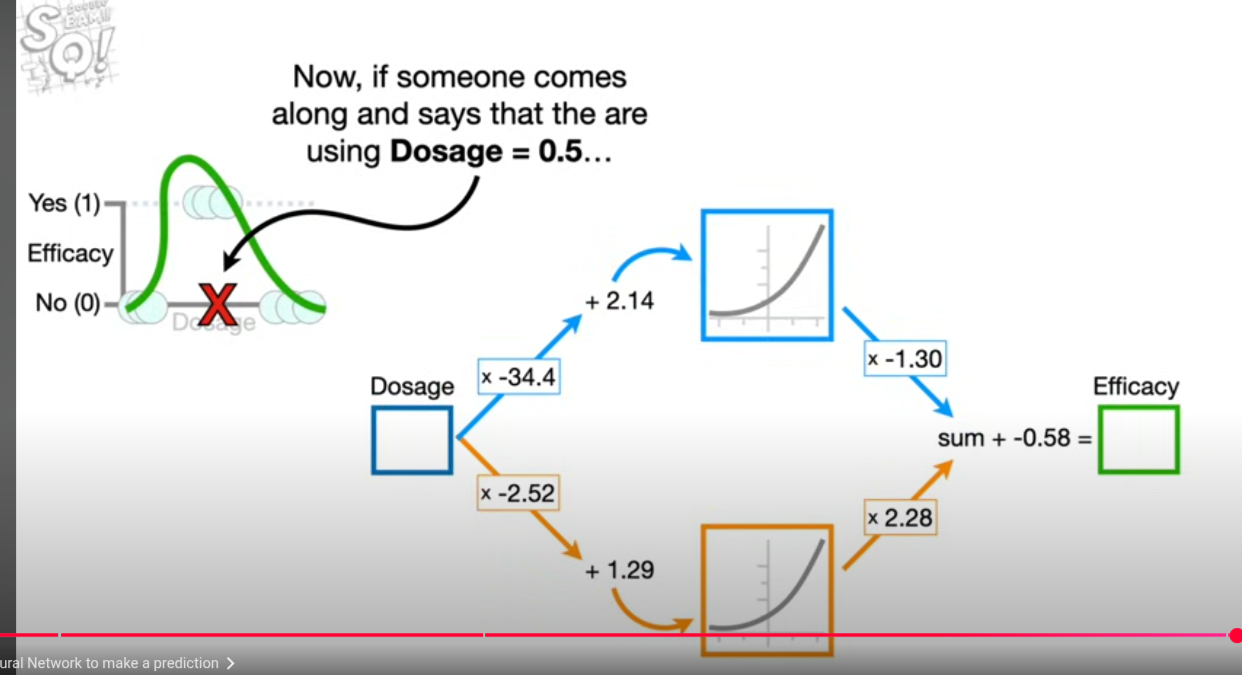 SQ!
Now, if someone comes
along and says that the are
using Dosage = 0.5...
Yes (1)
Efficacy
No (0)
Dosage
X
+ 2.14
x -34.4
x -1.30
Dosage
Efficacy
sum + -0.58 =
x -2.52
x 2.28
+ 1.29
ural Network to make a prediction